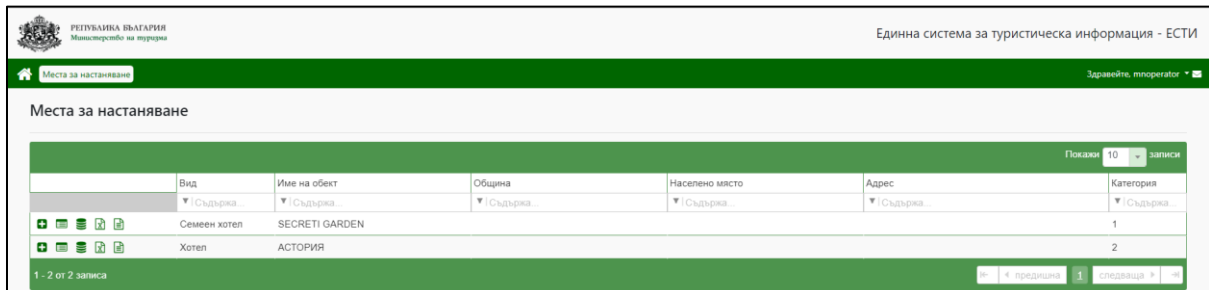 РЕПУБЛИКА БЪЛГАРИЯ
Министерство на туризма
Единна система за туристическа информация - ЕСТИ
Места за настаняване
Здравейте, mnoperator
Места за настаняване
Покажи 10 записи
Вид Име на обект Община Населено място Адрес Категория
Съдържа... Съдържа... Съдържа... Съдържа... Съдържа... Съдържа...
Семеен хотел SECRETI GARDEN 1
Хотел АСТОРИЯ 2
1 - 2 от 2 записа предишна 1 следваща